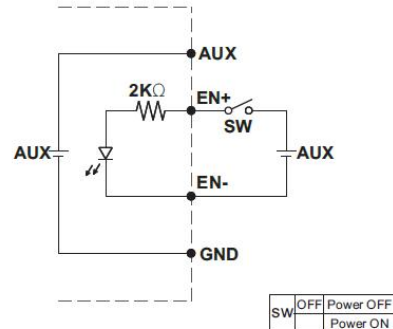 AUX
2KΩ
EN+
SW
AUX
AUX
EN-
GND
SW OFF Power OFF
Power ON